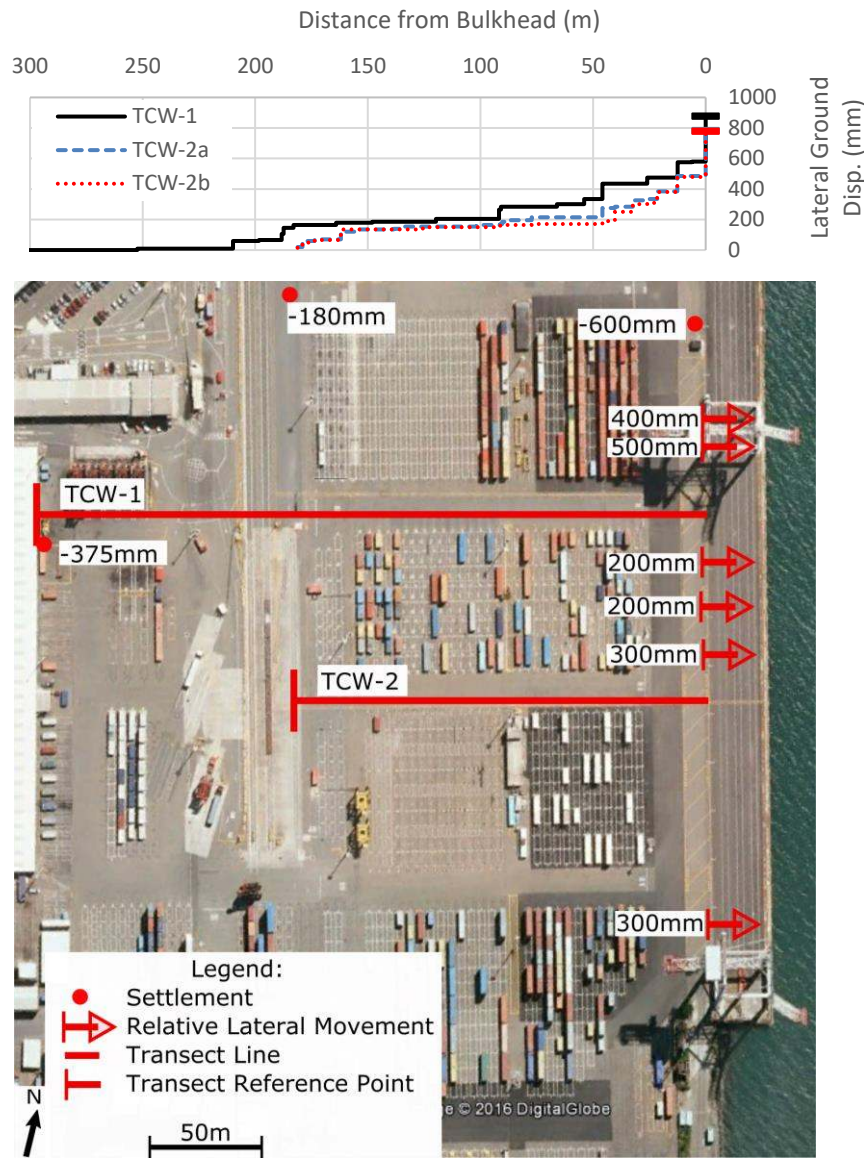 Distance from Bulkhead (m)
300 250 200 150 100 50 0
1000
800
600
400
200
0
Lateral Ground
Disp. (mm)
TCW-1
TCW-2a
TCW-2b
-180mm
-600mm
400mm
500mm
TCW-1
-375mm
200mm
200mm
300mm
TCW-2
300mm
Legend:
Settlement
Relative Lateral Movement
Transect Line
Transect Reference Point
N
50m
© 2016 DigitalGlobe